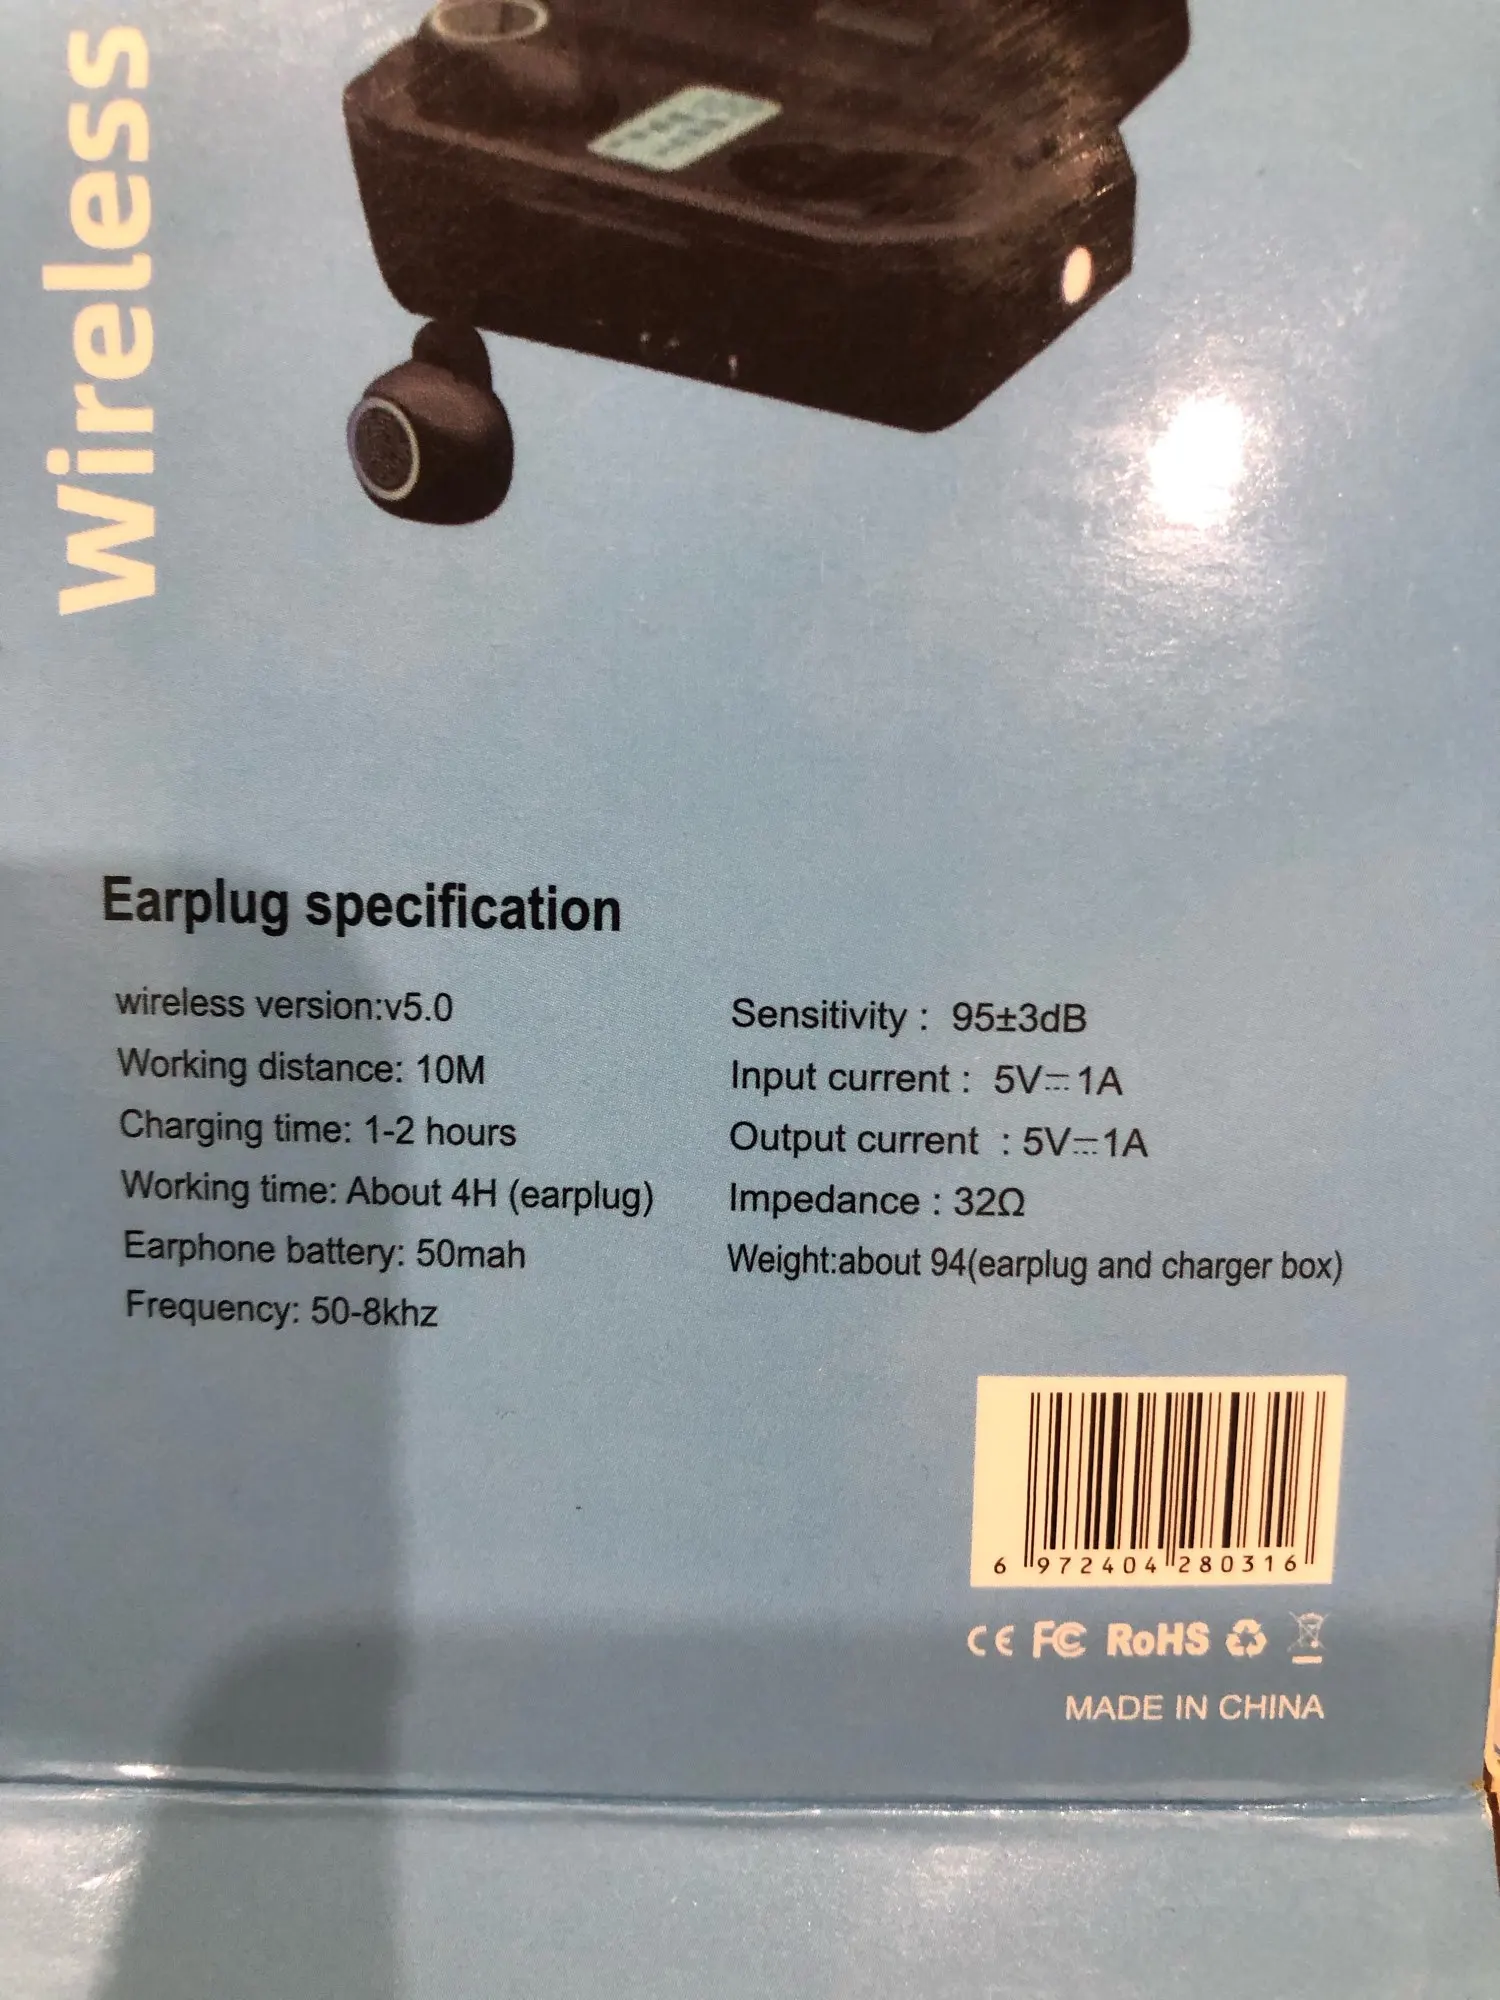 Wireless
Earplug specification
wireless version:v5.0
Working distance: 10M
Charging time: 1-2 hours
Working time: About 4H (earplug)
Earphone battery: 50mah
Frequency: 50-8khz
Sensitivity : 95±3dB
Input current : 5V⎓1A
Output current : 5V⎓1A
Impedance : 32Ω
Weight:about 94(earplug and charger box)
6 972404 280316
CE FC RoHS
MADE IN CHINA